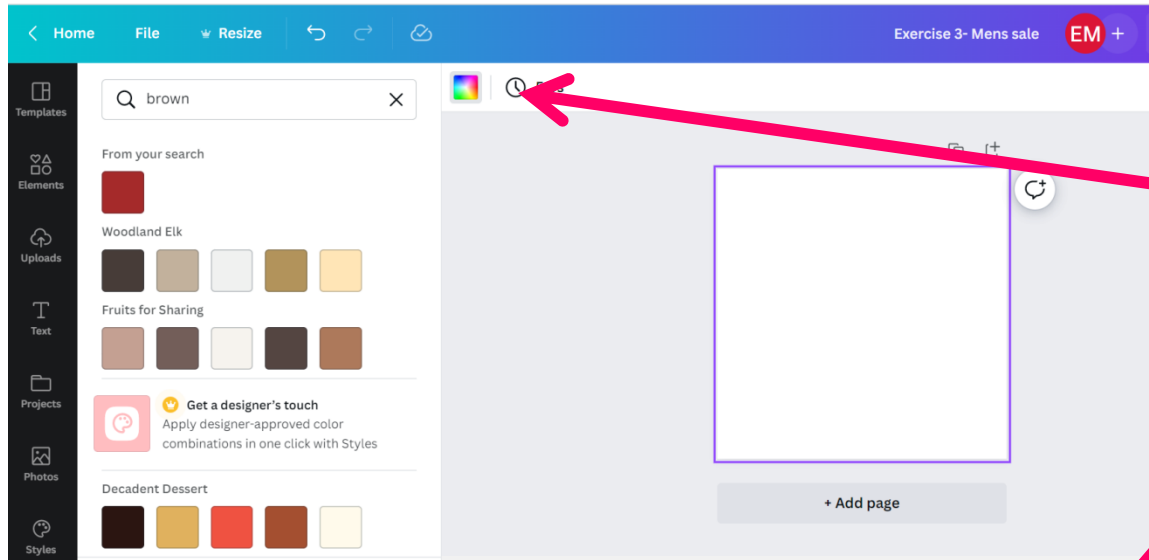 Home File Resize Exercise 3- Mens sale EM +
Templates
Elements
Uploads
Text
Projects
Photos
Styles
brown
From your search
Woodland Elk
Fruits for Sharing
Get a designer's touch
Apply designer-approved color
combinations in one click with Styles
Decadent Dessert
+ Add page